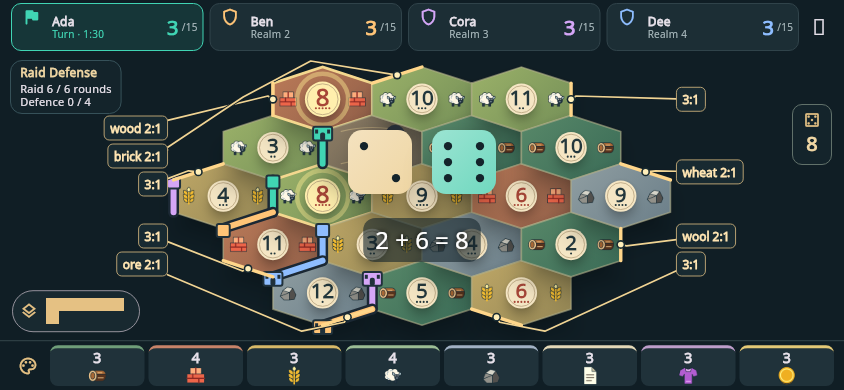 Ada
Turn · 1:30
3 /15
Ben
Realm 2
3 /15
Cora
Realm 3
3 /15
Dee
Realm 4
3 /15
Raid Defense
Raid 6 / 6 rounds
Defence 0 / 4
8
10
11
3:1
wood 2:1
brick 2:1
3
10
8
3:1
4
8
9
6
9
wheat 2:1
3:1
ore 2:1
11
3
4
2
wool 2:1
3:1
2 + 6 = 8
12
5
6
3
4
3
4
3
3
3
3